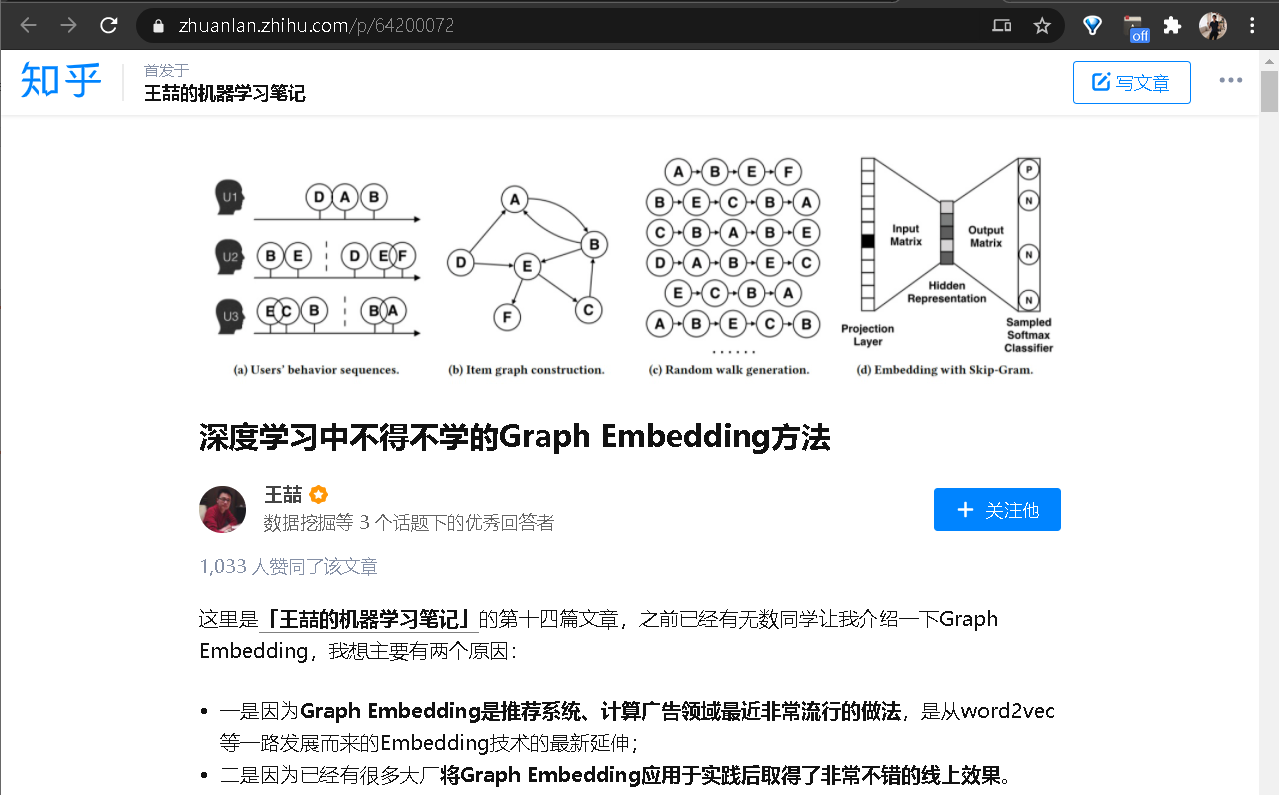 zhuanlan.zhihu.com/p/64200072
off
知乎
首发于
王喆的机器学习笔记
写文章
U1
D A B
U2
B E D E F
U3
E C B B A
(a) Users' behavior sequences.
A
B
D
E
F
C
(b) Item graph construction.
A B E F
B E C B A
C B A B E
D A B E C
E C B A
A B E C B
......
(c) Random walk generation.
Input
Matrix
Output
Matrix
Hidden
Representation
Projection
Layer
P
N
N
N
Sampled
Softmax
Classifier
(d) Embedding with Skip-Gram.
深度学习中不得不学的Graph Embedding方法
王喆
数据挖掘等 3 个话题下的优秀回答者
关注他
1,033 人赞同了该文章
这里是「王喆的机器学习笔记」的第十四篇文章，之前已经有无数同学让我介绍一下Graph
Embedding，我想主要有两个原因：
• 一是因为Graph Embedding是推荐系统、计算广告领域最近非常流行的做法，是从word2vec
等一路发展而来的Embedding技术的最新延伸；
• 二是因为已经有很多大厂将Graph Embedding应用于实践后取得了非常不错的线上效果。